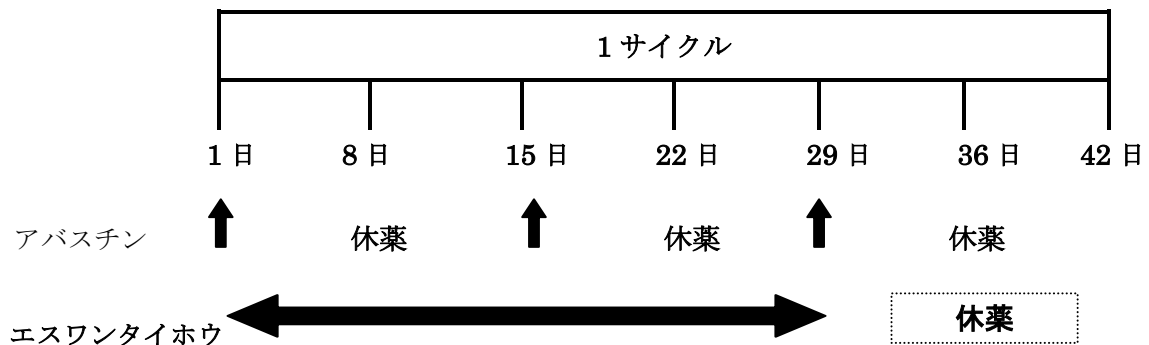 1サイクル
1日 8日 15日 22日 29日 36日 42日
アバスチン 休薬 休薬 休薬
エスワンタイホウ 休薬